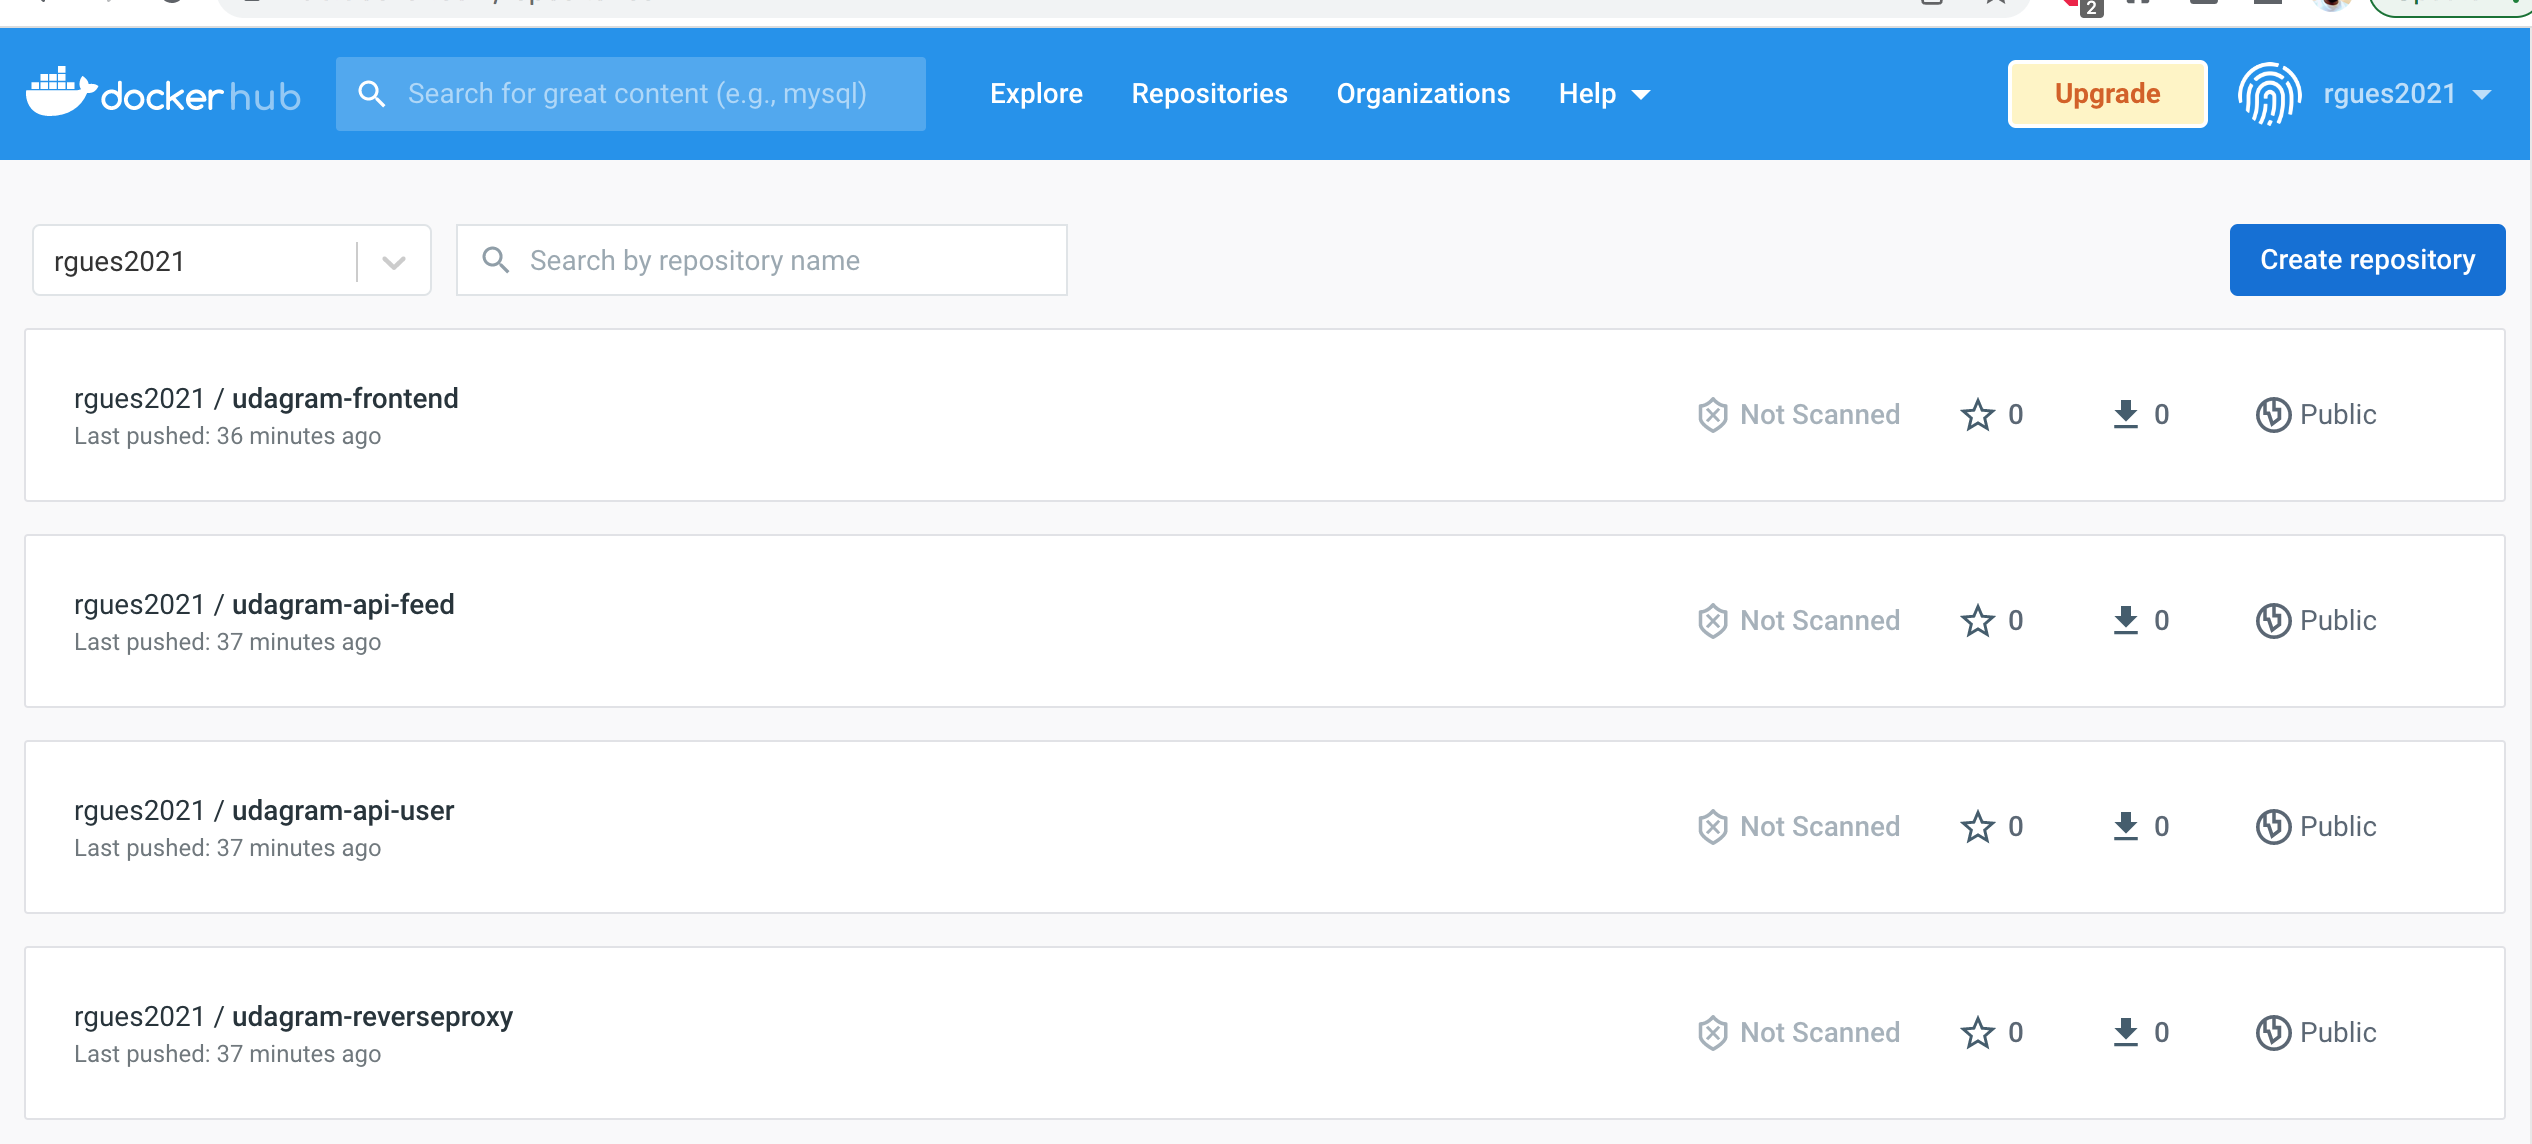 2
docker hub
Search for great content (e.g., mysql)
Explore
Repositories
Organizations
Help
Upgrade
rgues2021
rgues2021
Search by repository name
Create repository
rgues2021 / udagram-frontend
Last pushed: 36 minutes ago
Not Scanned
0
0
Public
rgues2021 / udagram-api-feed
Last pushed: 37 minutes ago
Not Scanned
0
0
Public
rgues2021 / udagram-api-user
Last pushed: 37 minutes ago
Not Scanned
0
0
Public
rgues2021 / udagram-reverseproxy
Last pushed: 37 minutes ago
Not Scanned
0
0
Public